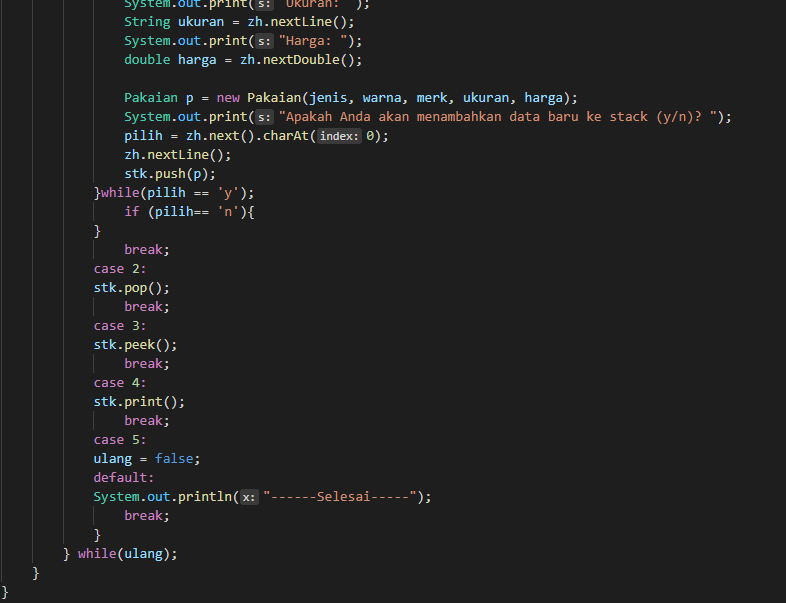 System.out.print(s: "Ukuran: ");
String ukuran = zh.nextLine();
System.out.print(s: "Harga: ");
double harga = zh.nextDouble();
Pakaian p = new Pakaian(jenis, warna, merk, ukuran, harga);
System.out.print(s: "Apakah Anda akan menambahkan data baru ke stack (y/n)? ");
pilih = zh.next().charAt(index: 0);
zh.nextLine();
stk.push(p);
}while(pilih == 'y');
if (pilih== 'n'){
}
break;
case 2:
stk.pop();
break;
case 3:
stk.peek();
break;
case 4:
stk.print();
break;
case 5:
ulang = false;
default:
System.out.println(x: "------Selesai-----");
break;
}
} while(ulang);
}
}